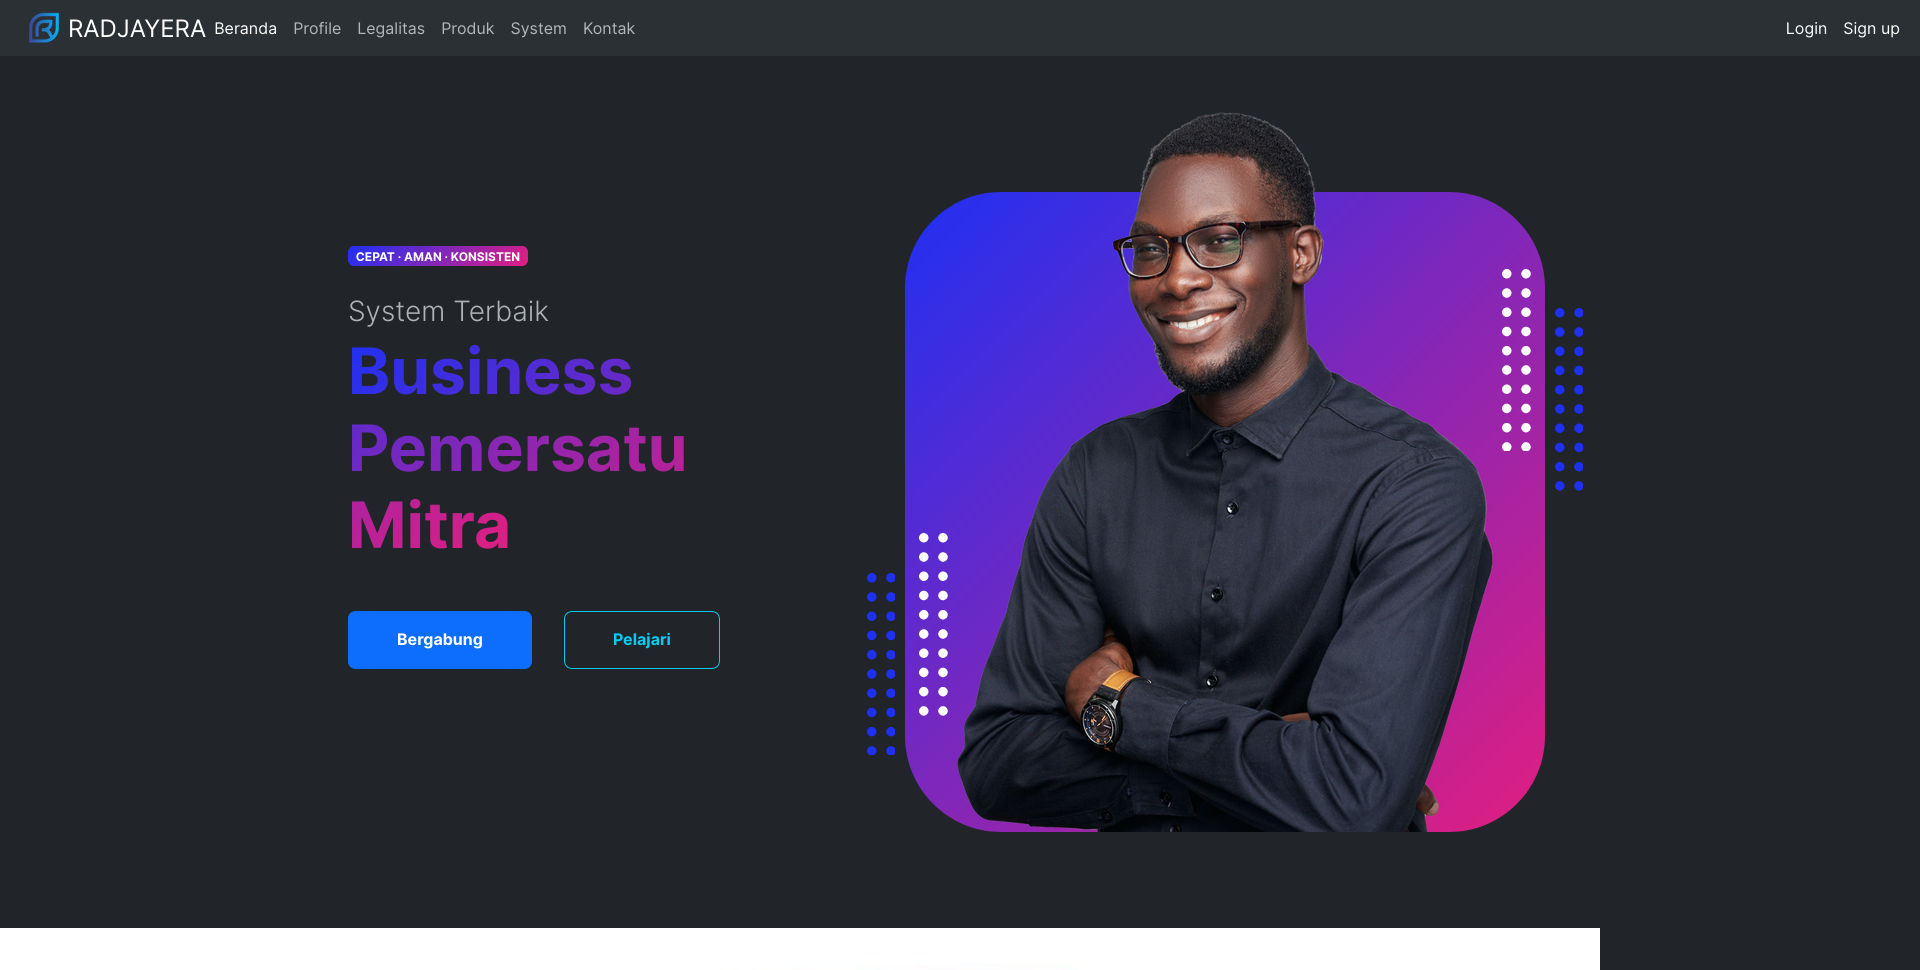 RADJAYERA Beranda Profile Legalitas Produk System Kontak Login Sign up
CEPAT · AMAN · KONSISTEN
System Terbaik
Business
Pemersatu
Mitra
Bergabung Pelajari